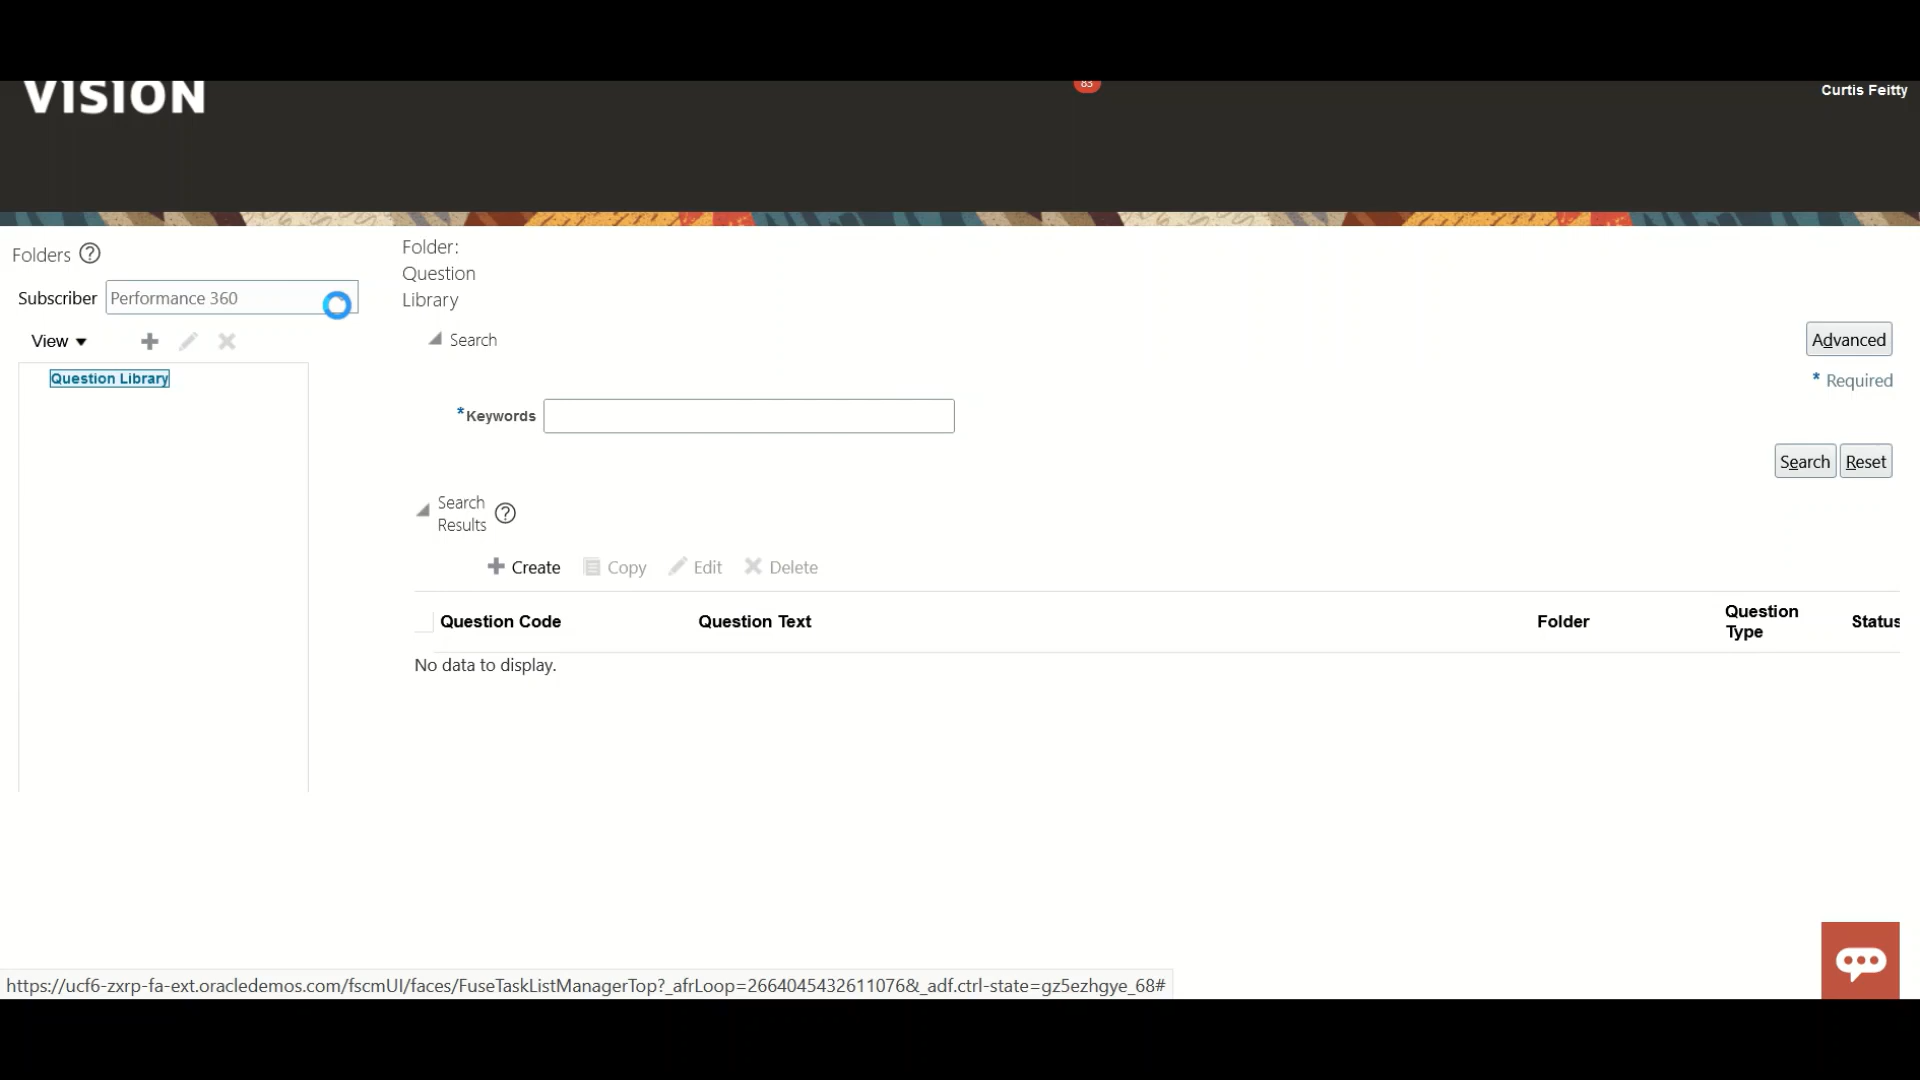 VISION
83
Curtis Feitty
Folders
Subscriber Performance 360
View
Question Library
Folder:
Question
Library
Search
Advanced
* Required
*Keywords
Search Reset
Search
Results
Create Copy Edit Delete
Question Code Question Text Folder Question Type Status
No data to display.
https://ucf6-zxrp-fa-ext.oracledemos.com/fscmUI/faces/FuseTaskListManagerTop?_afrLoop=2664045432611076&_adf.ctrl-state=gz5ezhgye_68#